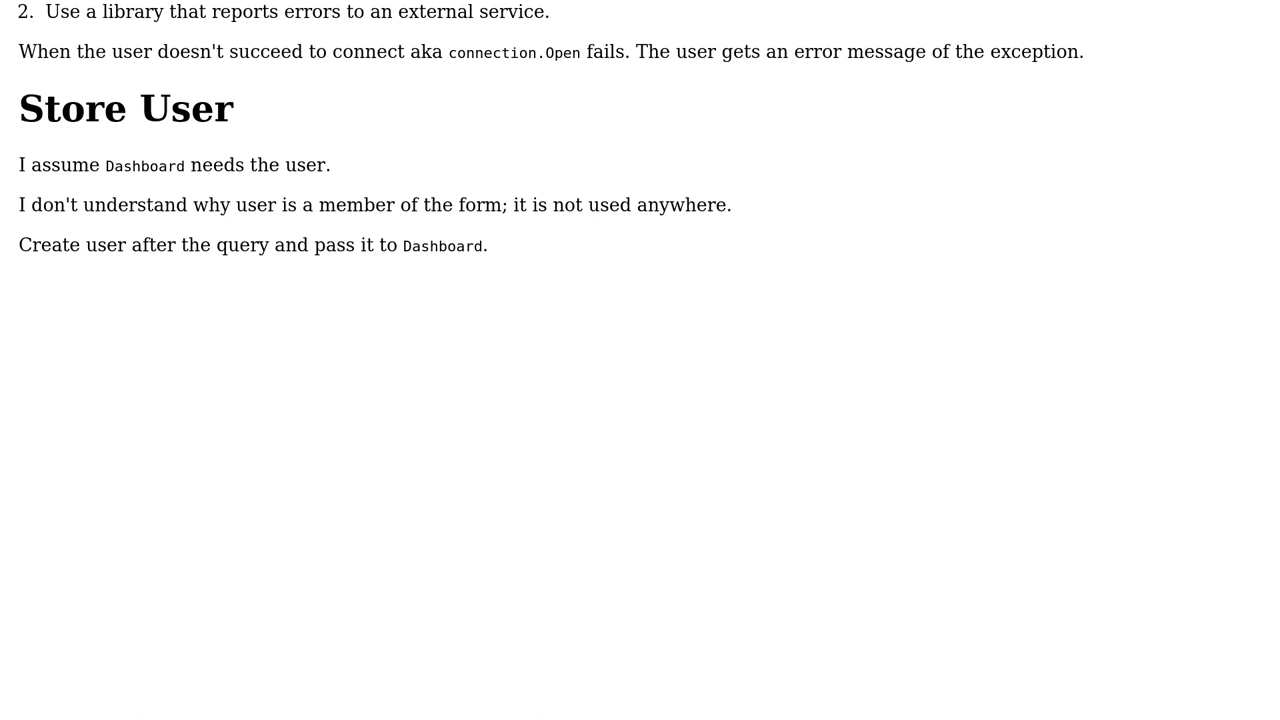 2. Use a library that reports errors to an external service.
When the user doesn't succeed to connect aka connection.Open fails. The user gets an error message of the exception.
Store User
I assume Dashboard needs the user.
I don't understand why user is a member of the form; it is not used anywhere.
Create user after the query and pass it to Dashboard.